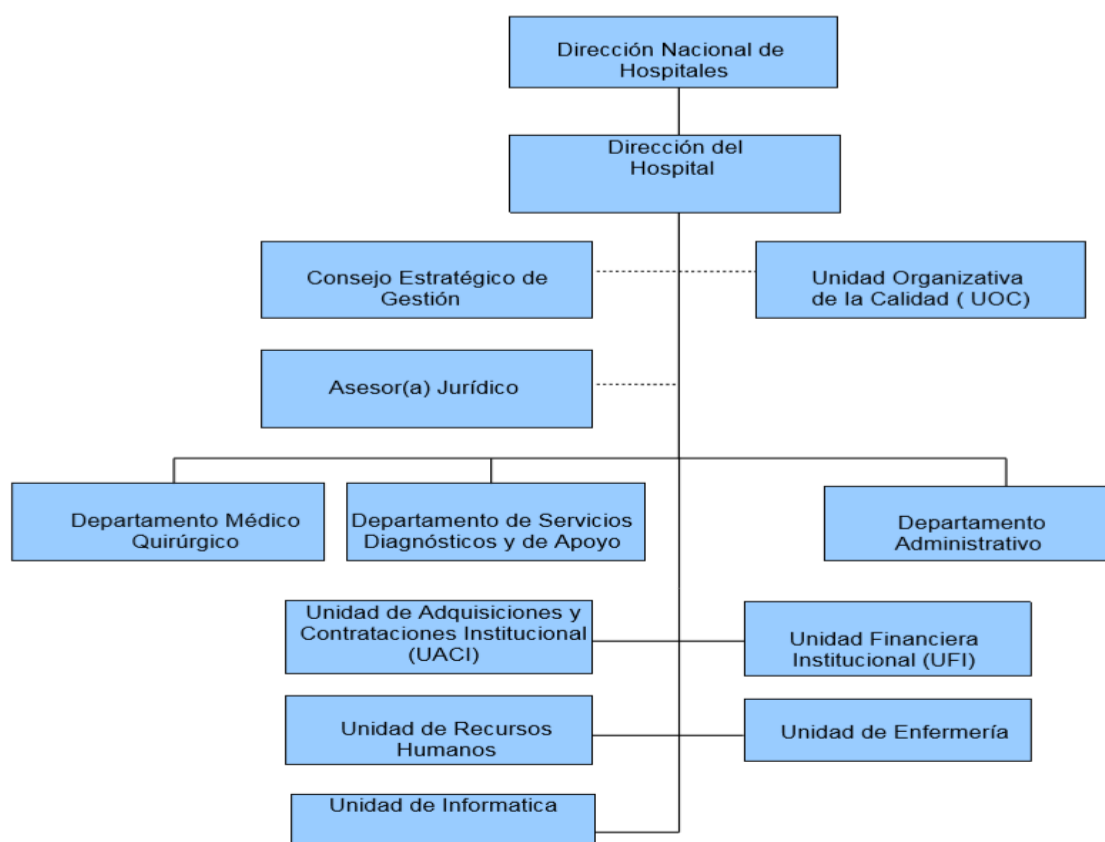 Dirección Nacional de
Hospitales
Dirección del
Hospital
Consejo Estratégico de
Gestión
Unidad Organizativa
de la Calidad ( UOC)
Asesor(a) Jurídico
Departamento Médico
Quirúrgico
Departamento de Servicios
Diagnósticos y de Apoyo
Departamento
Administrativo
Unidad de Adquisiciones y
Contrataciones Institucional
(UACI)
Unidad Financiera
Institucional (UFI)
Unidad de Recursos
Humanos
Unidad de Enfermería
Unidad de Informatica